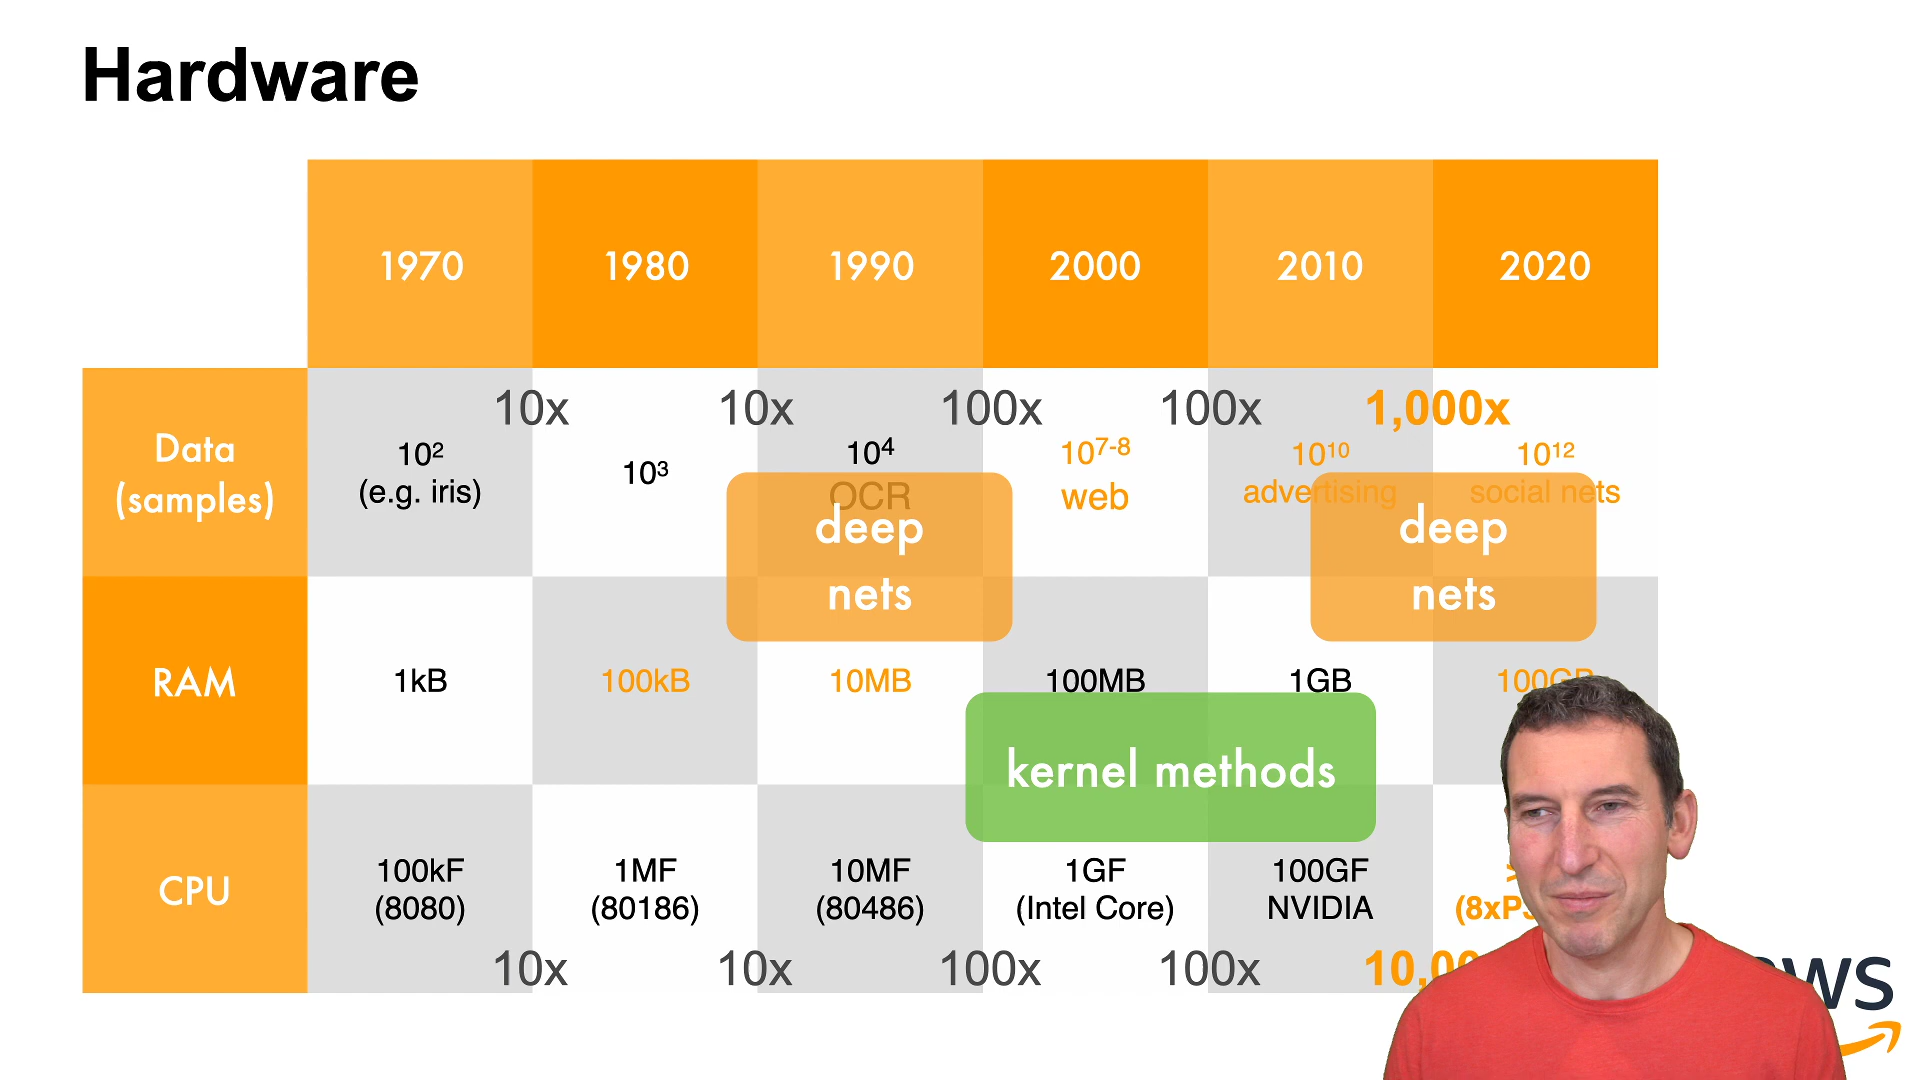 Hardware
1970 1980 1990 2000 2010 2020
10x 10x 100x 100x 1,000x
Data
(samples)
10²
(e.g. iris)
10³
10⁴
OCR
10⁷⁻⁸
web
10¹⁰
advertising
10¹²
social nets
deep
nets
deep
nets
RAM 1kB 100kB 10MB 100MB 1GB 100GB
kernel methods
CPU
100kF
(8080)
1MF
(80186)
10MF
(80486)
1GF
(Intel Core)
100GF
NVIDIA
10x 10x 100x 100x